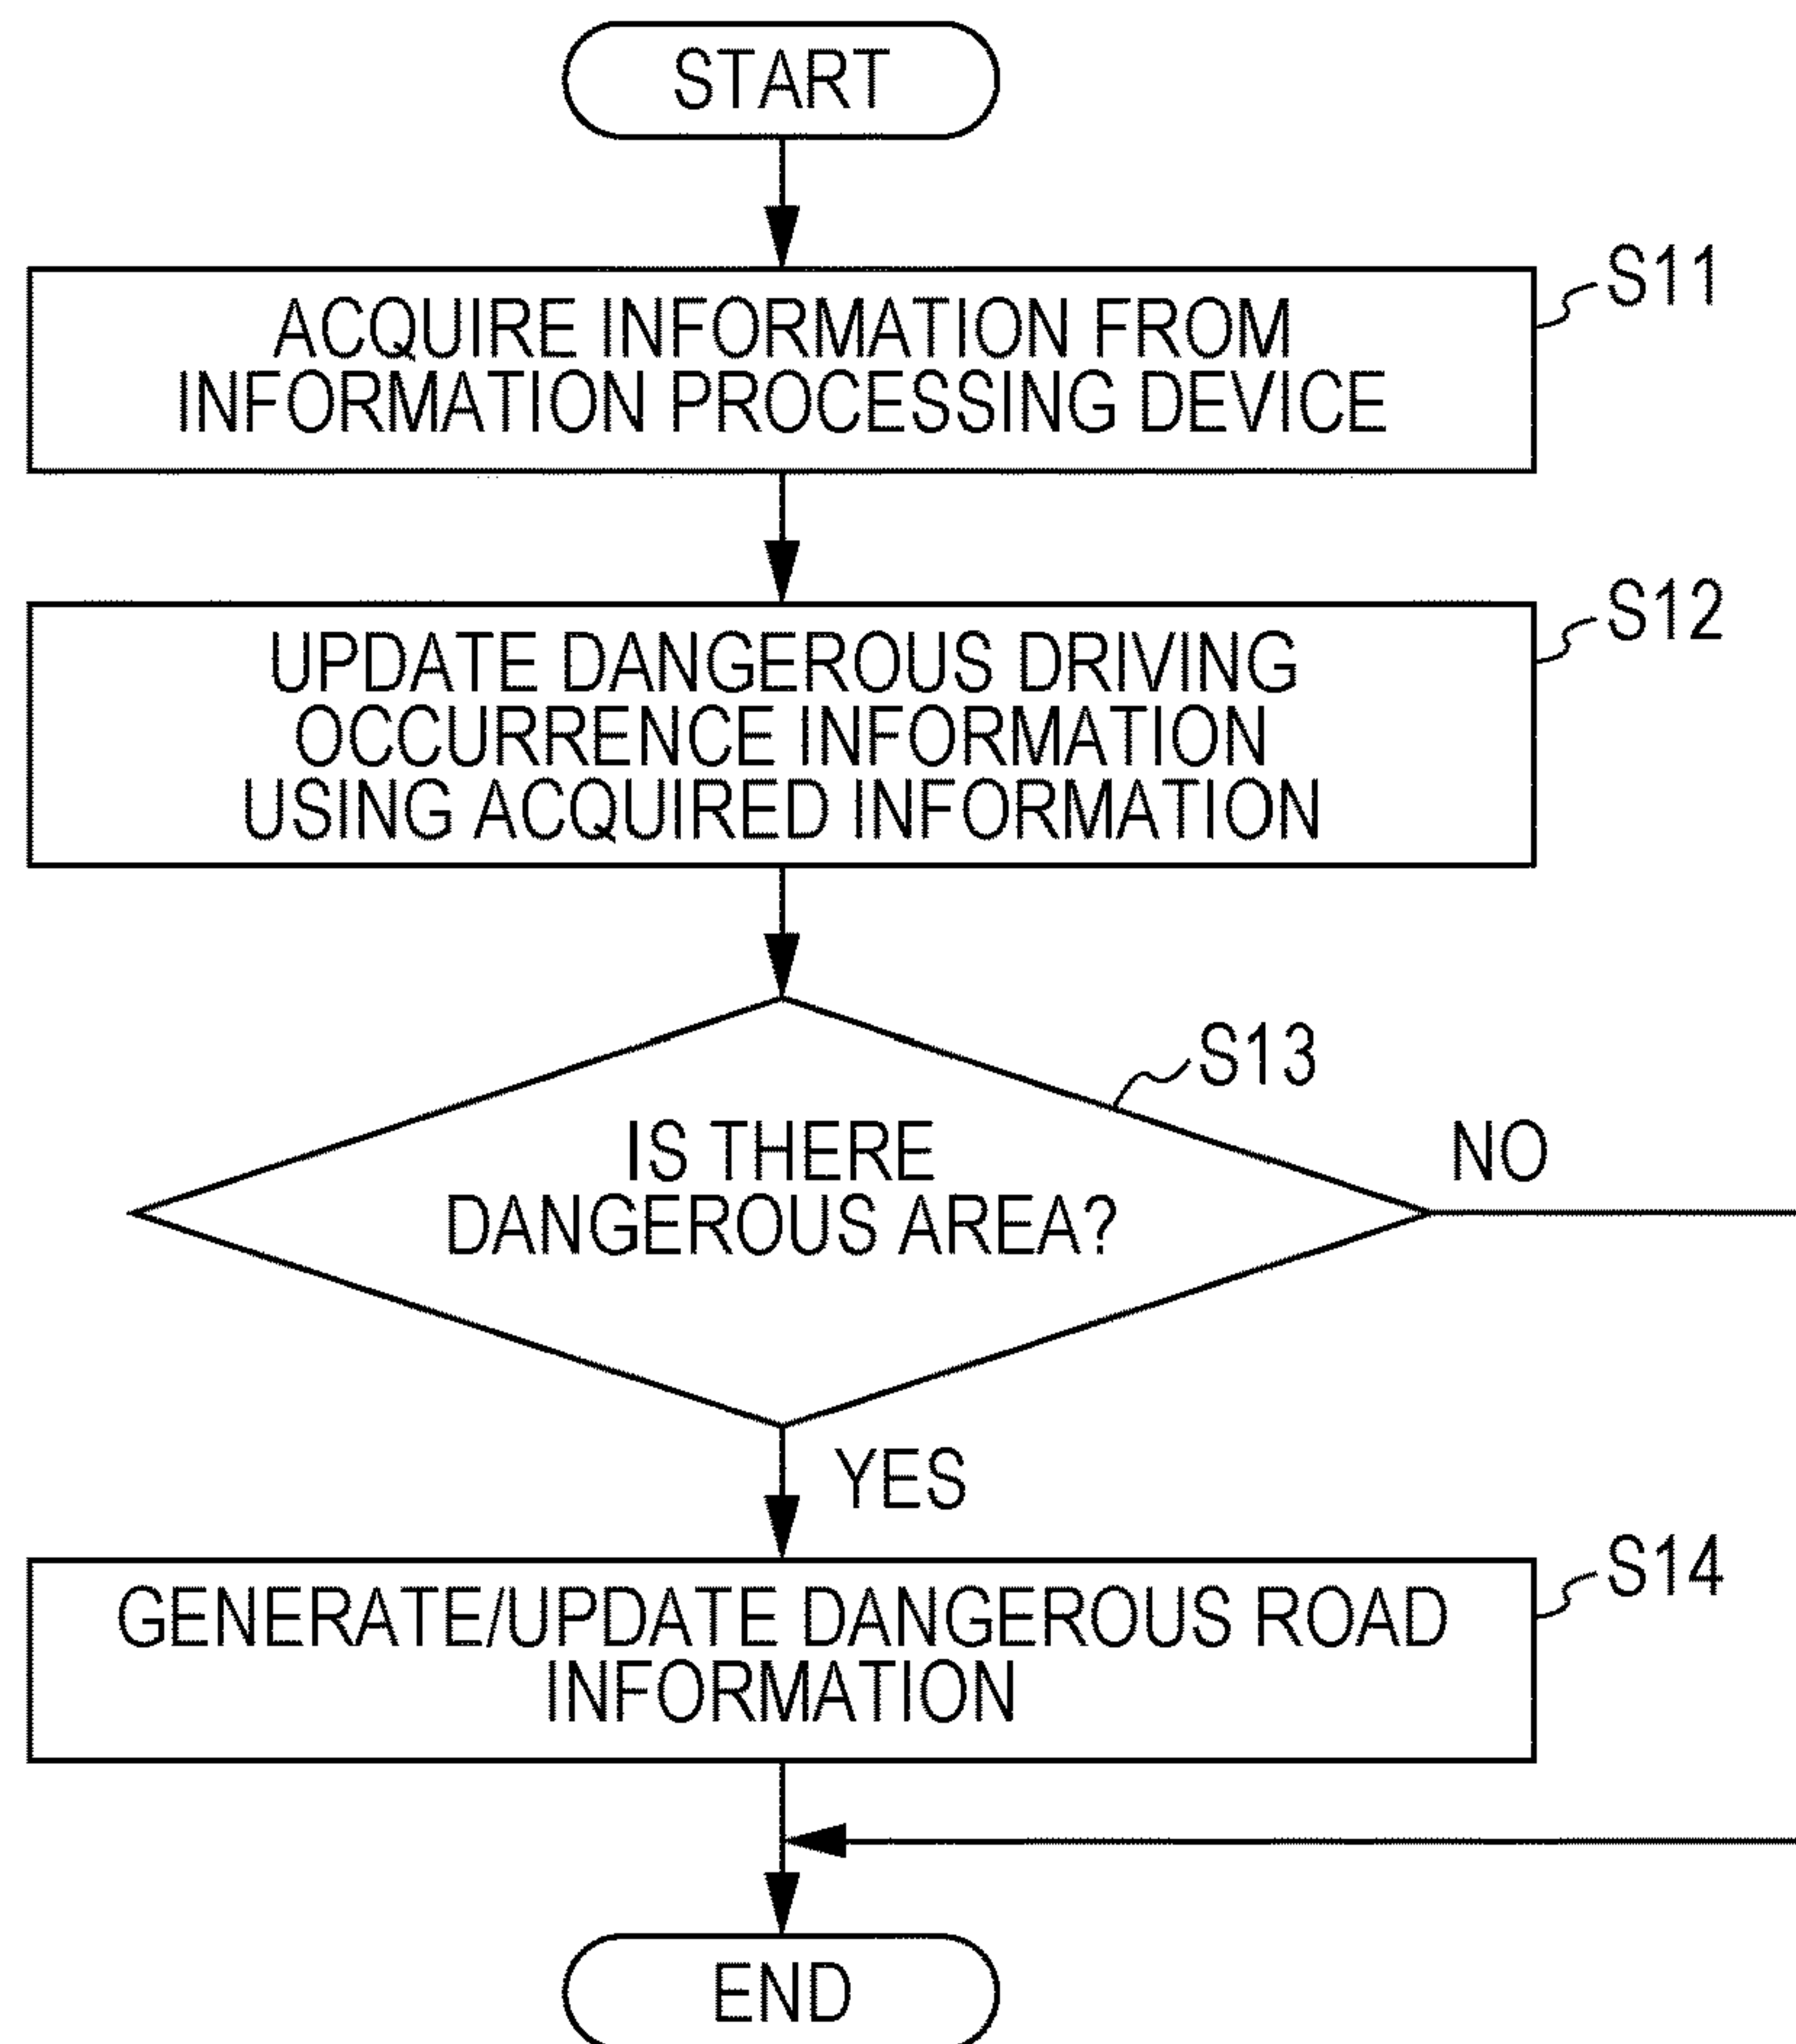 START
S11
ACQUIRE INFORMATION FROM
INFORMATION PROCESSING DEVICE
S12
UPDATE DANGEROUS DRIVING
OCCURRENCE INFORMATION
USING ACQUIRED INFORMATION
S13
IS THERE
DANGEROUS AREA?
NO
YES
S14
GENERATE/UPDATE DANGEROUS ROAD
INFORMATION
END